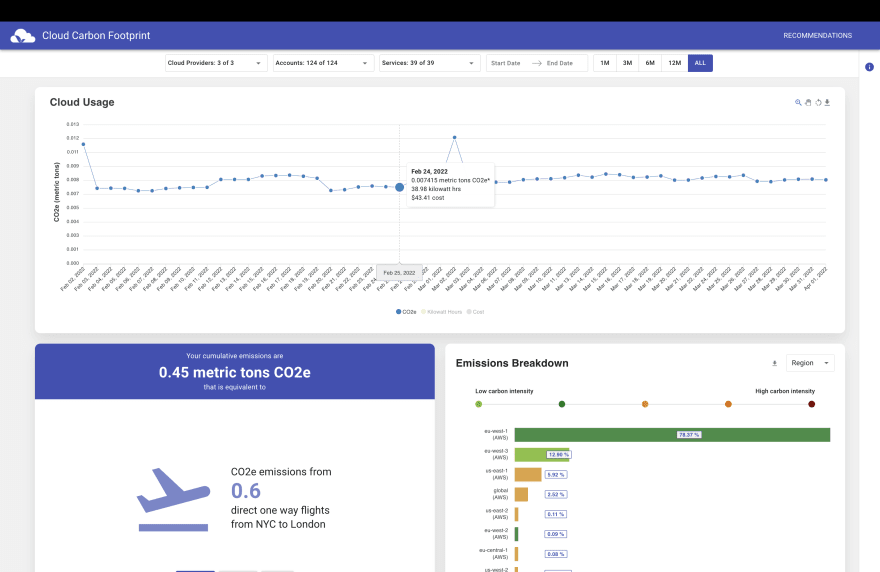 Cloud Carbon Footprint
RECOMMENDATIONS
Cloud Providers: 3 of 3
Accounts: 124 of 124
Services: 39 of 39
Start Date
End Date
1M
3M
6M
12M
ALL
Cloud Usage
CO2e (metric tons)
0.013
0.012
0.011
0.009
0.008
0.007
0.005
0.004
0.003
0.001
0.000
Feb 24, 2022
0.007415 metric tons CO2e*
38.98 kilowatt hrs
$43.41 cost
Feb 02, 2022
Feb 03, 2022
Feb 04, 2022
Feb 05, 2022
Feb 06, 2022
Feb 07, 2022
Feb 08, 2022
Feb 09, 2022
Feb 10, 2022
Feb 11, 2022
Feb 12, 2022
Feb 13, 2022
Feb 14, 2022
Feb 15, 2022
Feb 16, 2022
Feb 17, 2022
Feb 18, 2022
Feb 19, 2022
Feb 20, 2022
Feb 21, 2022
Feb 22, 2022
Feb 25, 2022
Mar 01, 2022
Mar 02, 2022
Mar 03, 2022
Mar 04, 2022
Mar 05, 2022
Mar 06, 2022
Mar 07, 2022
Mar 08, 2022
Mar 09, 2022
Mar 10, 2022
Mar 11, 2022
Mar 12, 2022
Mar 13, 2022
Mar 14, 2022
Mar 15, 2022
Mar 16, 2022
Mar 17, 2022
Mar 18, 2022
Mar 19, 2022
Mar 20, 2022
Mar 21, 2022
Mar 22, 2022
Mar 23, 2022
Mar 24, 2022
Mar 25, 2022
Mar 26, 2022
Mar 27, 2022
Mar 28, 2022
Mar 29, 2022
Mar 30, 2022
Mar 31, 2022
Apr 01, 2022
CO2e
Kilowatt Hours
Cost
Your cumulative emissions are
0.45 metric tons CO2e
that is equivalent to
CO2e emissions from
0.6
direct one way flights
from NYC to London
Emissions Breakdown
Region
Low carbon intensity
High carbon intensity
eu-west-1
(AWS)
78.37 %
eu-west-3
(AWS)
12.90 %
us-east-1
(AWS)
5.92 %
global
(AWS)
2.52 %
us-east-2
(AWS)
0.11 %
eu-west-2
(AWS)
0.09 %
eu-central-1
(AWS)
0.08 %
us-west-2